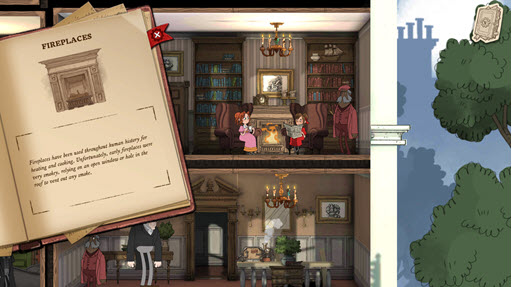 FIREPLACES
Fireplaces have been used throughout human history for
heating and cooking. Unfortunately, early fireplaces were
very smokey, relying on an open window or hole in the
roof to vent out any smoke.